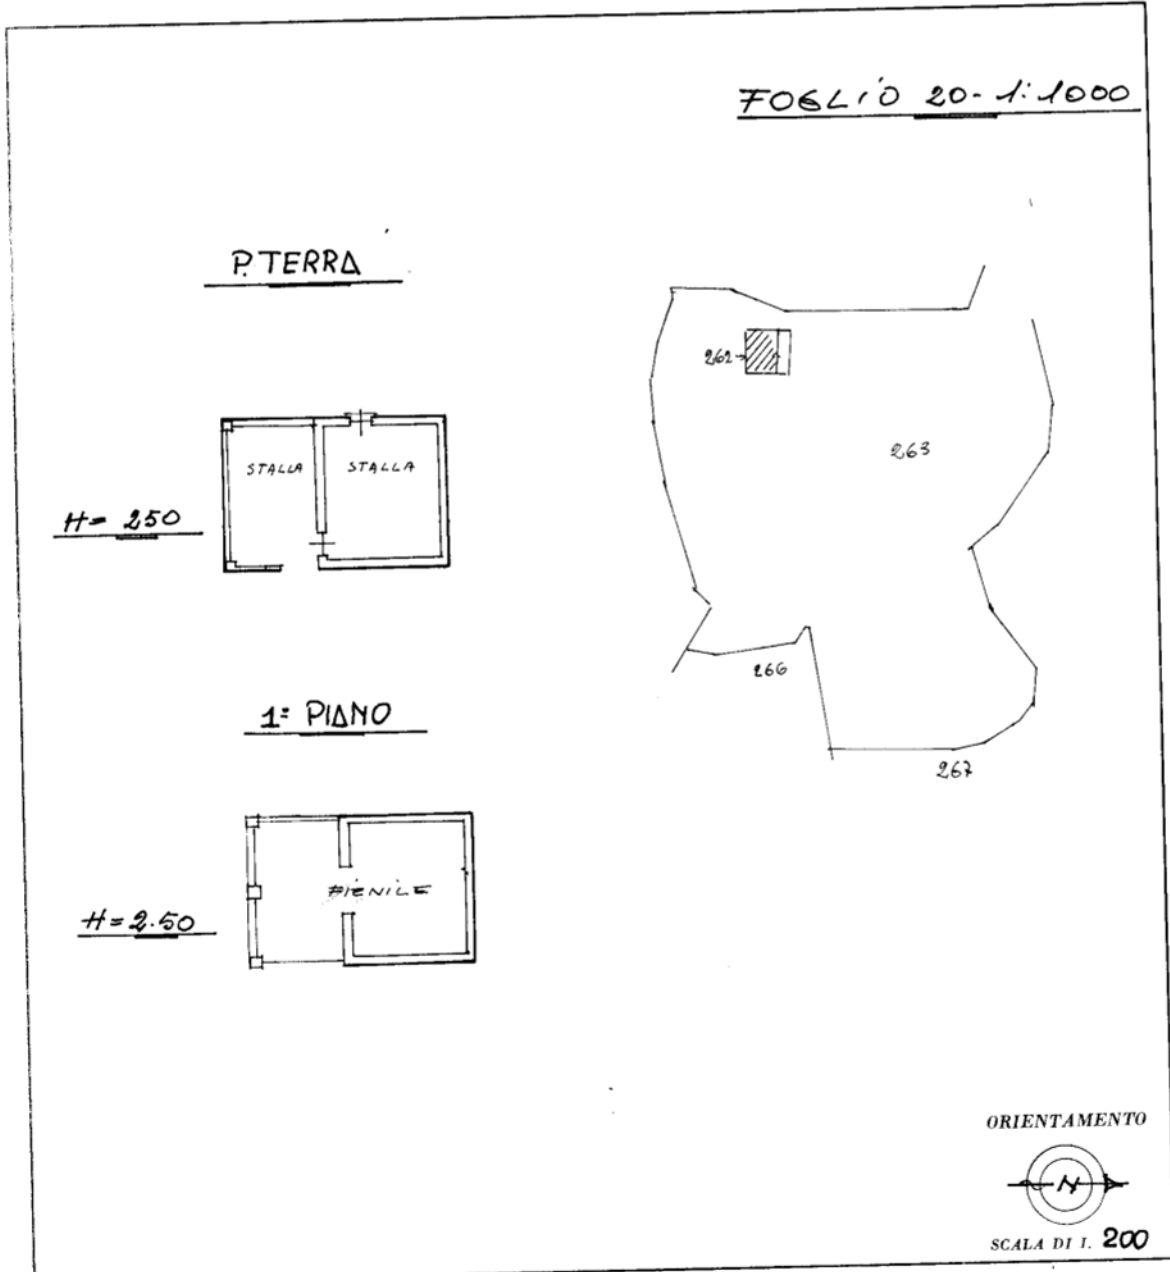 FOGLIO 20- 1:1000
P. TERRA
262
263
STALLA STALLA
H= 250
266
1º PIANO
267
FIENILE
H=2.50
ORIENTAMENTO
N
SCALA DI 1. 200